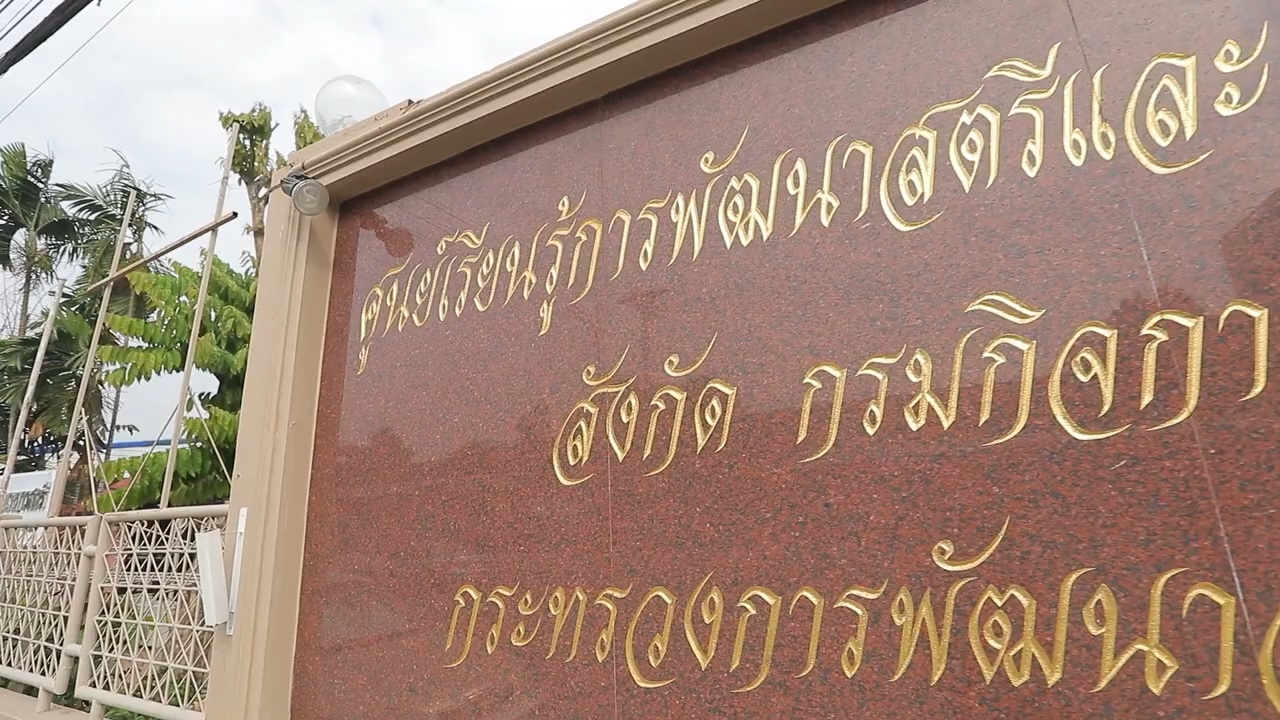 ศูนย์เรียนรู้การพัฒนาสตรีและ
สังกัด กรมกิจกา
กระทรวงการพัฒนา